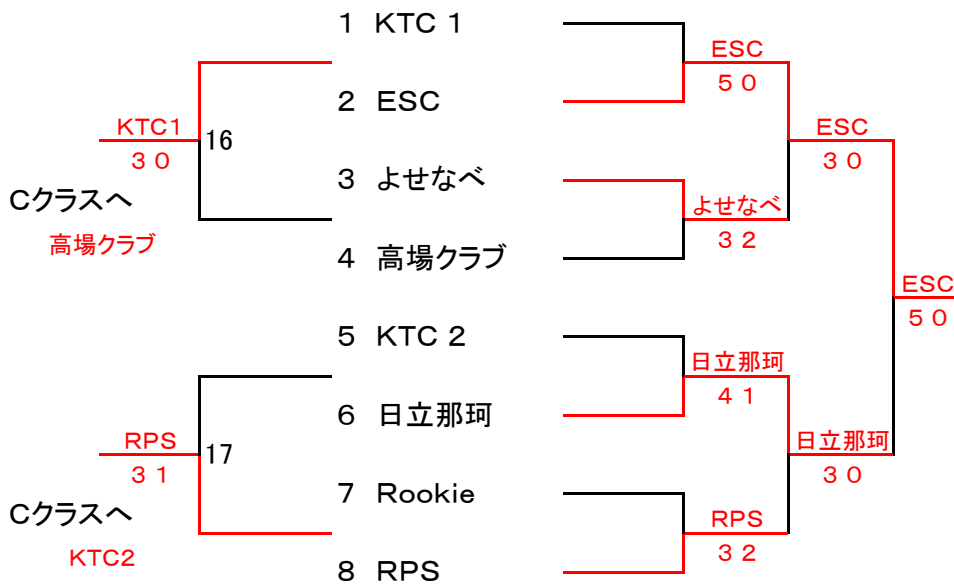 1 KTC 1
ESC
５０
2 ESC
KTC1
16
３０
ESC
３０
3 よせなべ
Cクラスへ
よせなべ
３２
高場クラブ
4 高場クラブ
ESC
５０
5 KTC 2
日立那珂
４１
6 日立那珂
RPS
17
３１
日立那珂
３０
7 Rookie
Cクラスへ
RPS
３２
KTC2
8 RPS